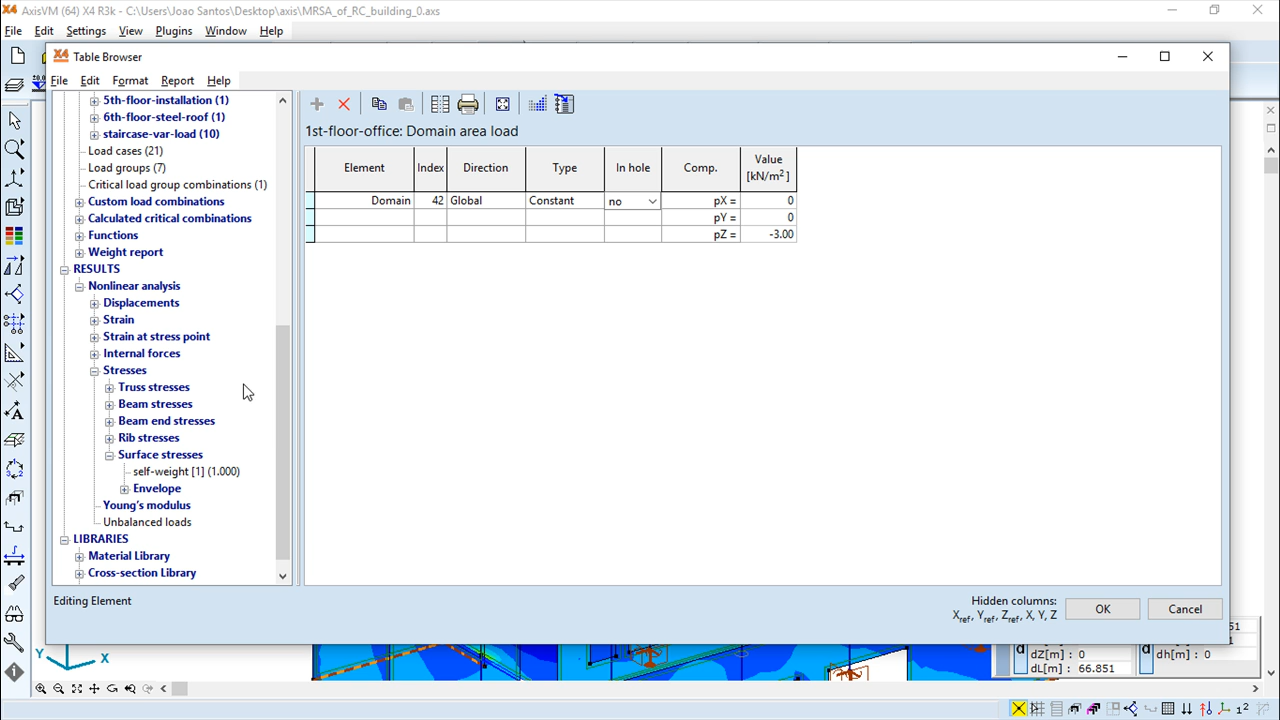 AxisVM (64) X4 R3k - C:\Users\Joao Santos\Desktop\axis\MRSA_of_RC_building_0.axs
File Edit Settings View Plugins Window Help
X4 Table Browser
File Edit Format Report Help
5th-floor-installation (1)
6th-floor-steel-roof (1)
staircase-var-load (10)
Load cases (21)
Load groups (7)
Critical load group combinations (1)
Custom load combinations
Calculated critical combinations
Functions
Weight report
RESULTS
Nonlinear analysis
Displacements
Strain
Strain at stress point
Internal forces
Stresses
Truss stresses
Beam stresses
Beam end stresses
Rib stresses
Surface stresses
self-weight [1] (1.000)
Envelope
Young's modulus
Unbalanced loads
LIBRARIES
Material Library
Cross-section Library
1st-floor-office: Domain area load
Element Index Direction Type In hole Comp. Value [kN/m²]
Domain 42 Global Constant no pX = 0
pY = 0
pZ = -3.00
Editing Element
Hidden columns:
Xref, Yref, Zref, X, Y, Z
OK Cancel
Y X
dZ[m] : 0
dL[m] : 66.851
dh[m] : 0